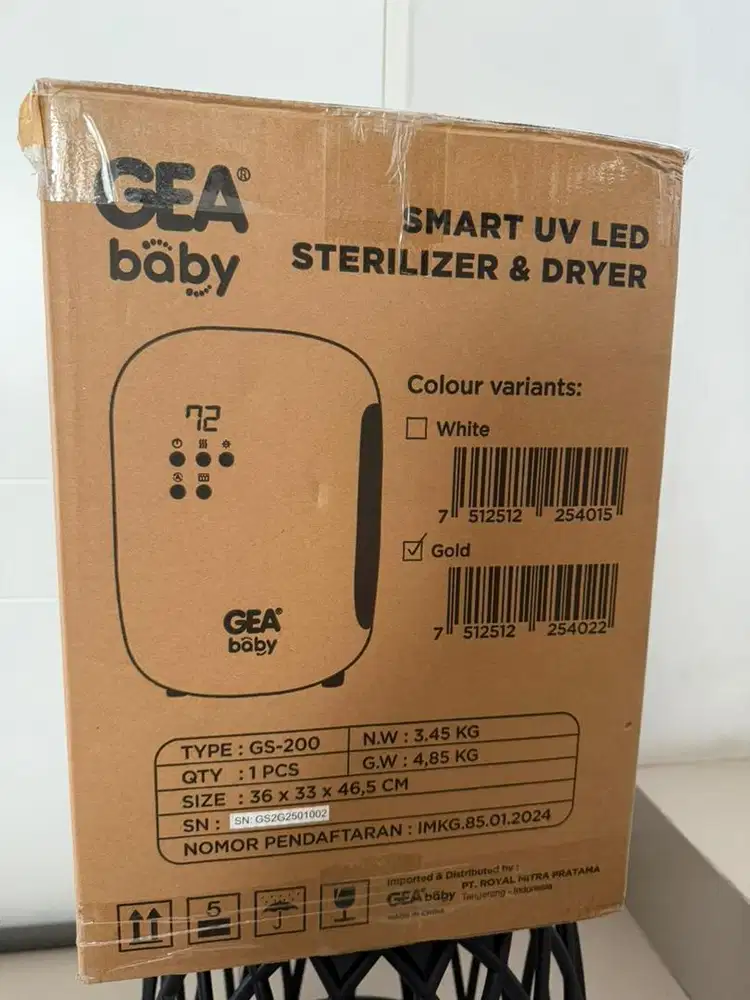 GEA®
baby
SMART UV LED
STERILIZER & DRYER
72
GEA®
baby
Colour variants:
White
7 512512 254015
Gold
7 512512 254022
TYPE : GS-200
N.W : 3.45 KG
QTY : 1 PCS
G.W : 4,85 KG
SIZE : 36 x 33 x 46,5 CM
SN : SN: GS2G2501002
NOMOR PENDAFTARAN : IMKG.85.01.2024
5
Imported & Distributed by :
GEA® baby
PT. ROYAL MITRA PRATAMA
Tangerang - Indonesia
MADE IN CHINA